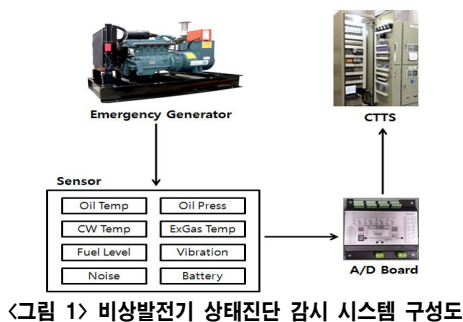 Emergency Generator
CTTS
Sensor
Oil Temp
Oil Press
CW Temp
ExGas Temp
Fuel Level
Vibration
Noise
Battery
A/D Board
<그림 1> 비상발전기 상태진단 감시 시스템 구성도